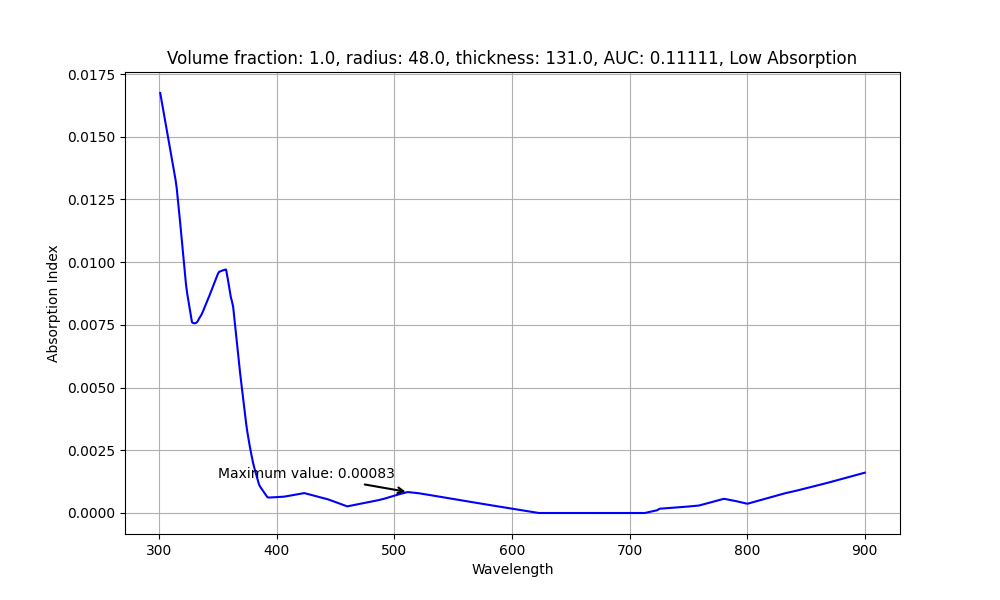 Volume fraction: 1.0, radius: 48.0, thickness: 131.0, AUC: 0.11111, Low Absorption
Absorption Index
0.0175
0.0150
0.0125
0.0100
0.0075
0.0050
0.0025
0.0000
Maximum value: 0.00083
300 400 500 600 700 800 900
Wavelength